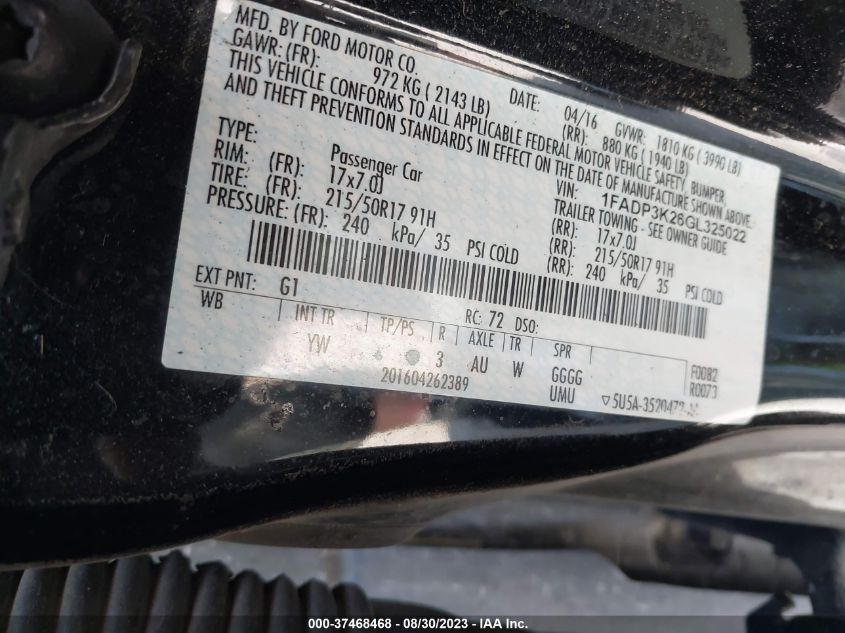 MFD. BY FORD MOTOR CO.
DATE: 04/16 GVWR: 1810 KG ( 3990 LB)
GAWR: (FR): 972 KG ( 2143 LB) (RR): 880 KG ( 1940 LB)
THIS VEHICLE CONFORMS TO ALL APPLICABLE FEDERAL MOTOR VEHICLE SAFETY, BUMPER,
AND THEFT PREVENTION STANDARDS IN EFFECT ON THE DATE OF MANUFACTURE SHOWN ABOVE.
VIN: 1FADP3K26GL325022
TYPE: Passenger Car TRAILER TOWING - SEE OWNER GUIDE
RIM: (FR): 17x7.0J (RR): 17x7.0J
TIRE: (FR): 215/50R17 91H (RR): 215/50R17 91H
PRESSURE: (FR): 240 kPa/ 35 PSI COLD (RR): 240 kPa/ 35 PSI COLD
EXT PNT: G1 RC: 72 DSO:
WB INT TR TP/PS R AXLE TR SPR F0082
YW 3 AU W GGGG R0073
201604262389 UMU ▽5U5A-3520472-
000-37468468 - 08/30/2023 - IAAI.com